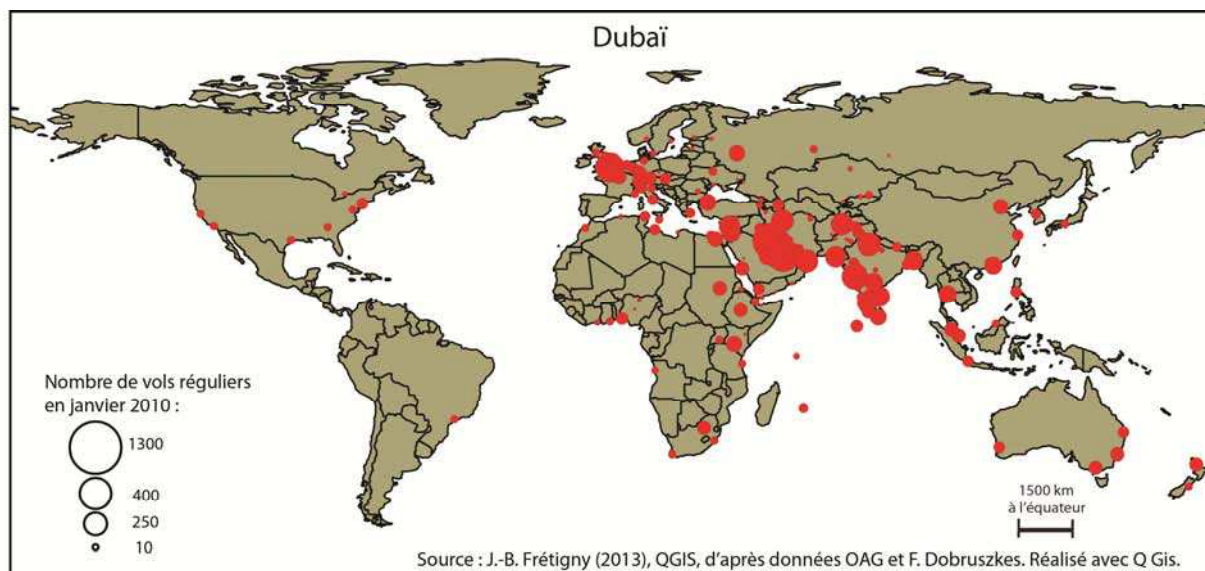 Dubaï
Nombre de vols réguliers
en janvier 2010 :
1300
400
250
10
1500 km
à l'équateur
Source : J.-B. Frétigny (2013), QGIS, d'après données OAG et F. Dobruszkes. Réalisé avec Q Gis.